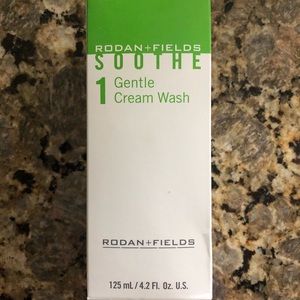 RODAN+FIELDS
SOOTHE
1 Gentle
Cream Wash
RODAN+FIELDS
125 mL / 4.2 Fl. Oz. U.S.